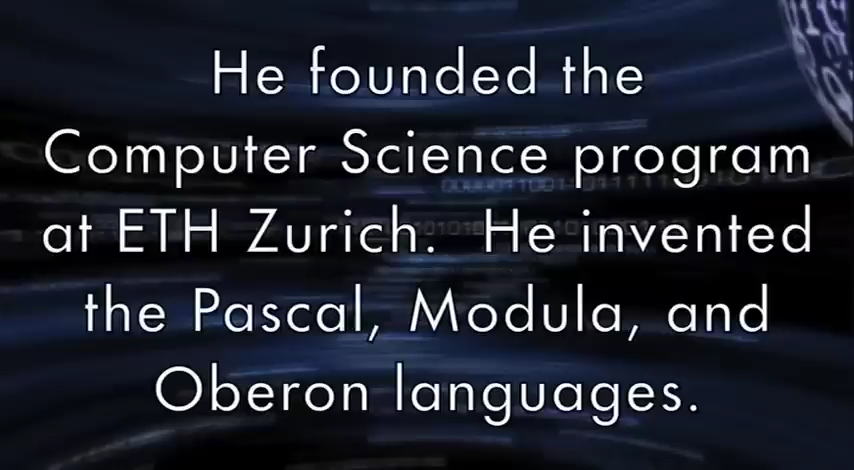 He founded the
Computer Science program
at ETH Zurich.  He invented
the Pascal, Modula, and
Oberon languages.